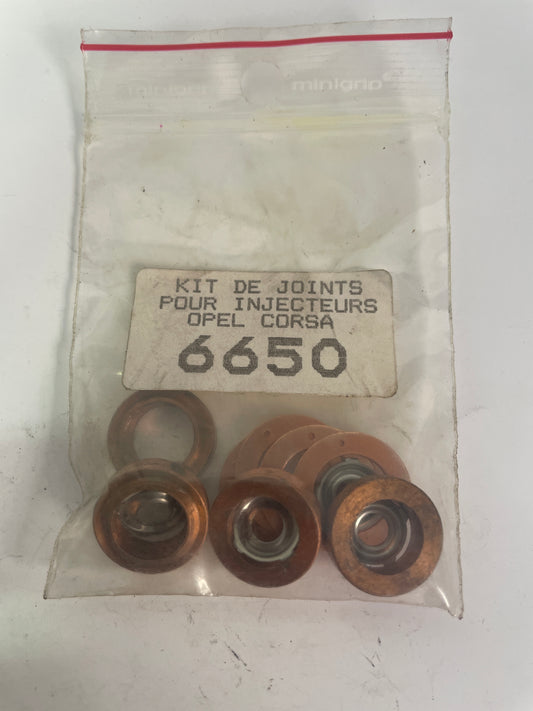 minigrip minigrip
KIT DE JOINTS
POUR INJECTEURS
OPEL CORSA
6650